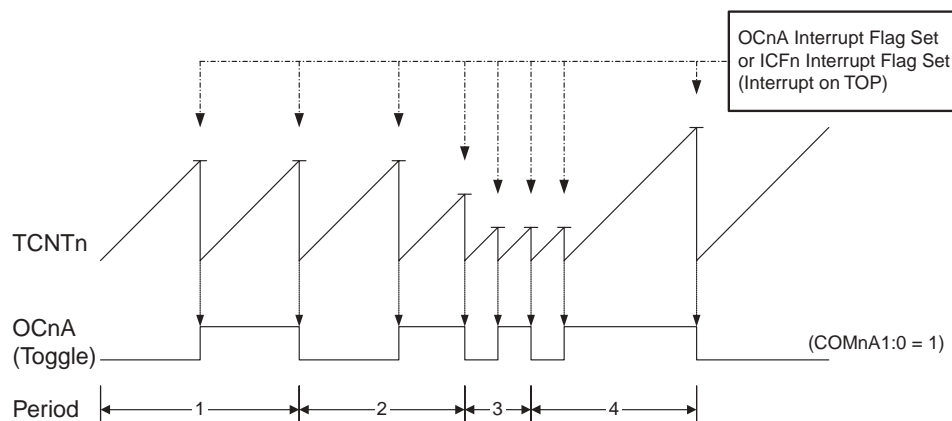 OCnA Interrupt Flag Set
or ICFn Interrupt Flag Set
(Interrupt on TOP)
TCNTn
OCnA
(Toggle)
(COMnA1:0 = 1)
Period
1
2
3
4